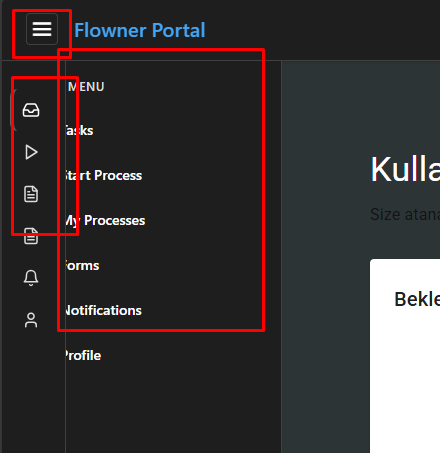 Flowner Portal
MENU
Tasks
Start Process
My Processes
Forms
Notifications
Profile
Kulla
Size atana
Bekle